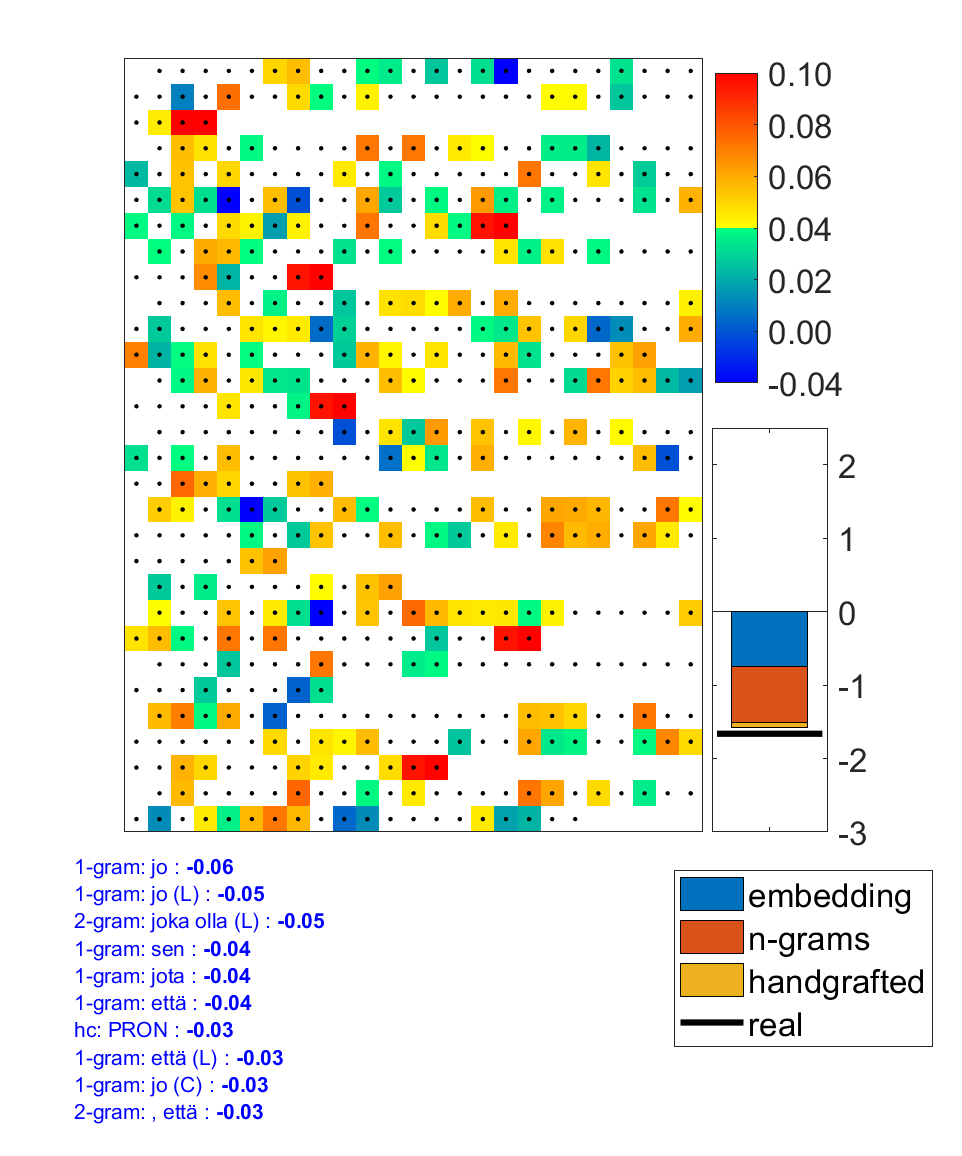 0.10
0.08
0.06
0.04
0.02
0.00
-0.04
2
1
0
-1
-2
-3
1-gram: jo : -0.06
1-gram: jo (L) : -0.05
2-gram: joka olla (L) : -0.05
1-gram: sen : -0.04
1-gram: jota : -0.04
1-gram: että : -0.04
hc: PRON : -0.03
1-gram: että (L) : -0.03
1-gram: jo (C) : -0.03
2-gram: , että : -0.03
embedding
n-grams
handgrafted
real